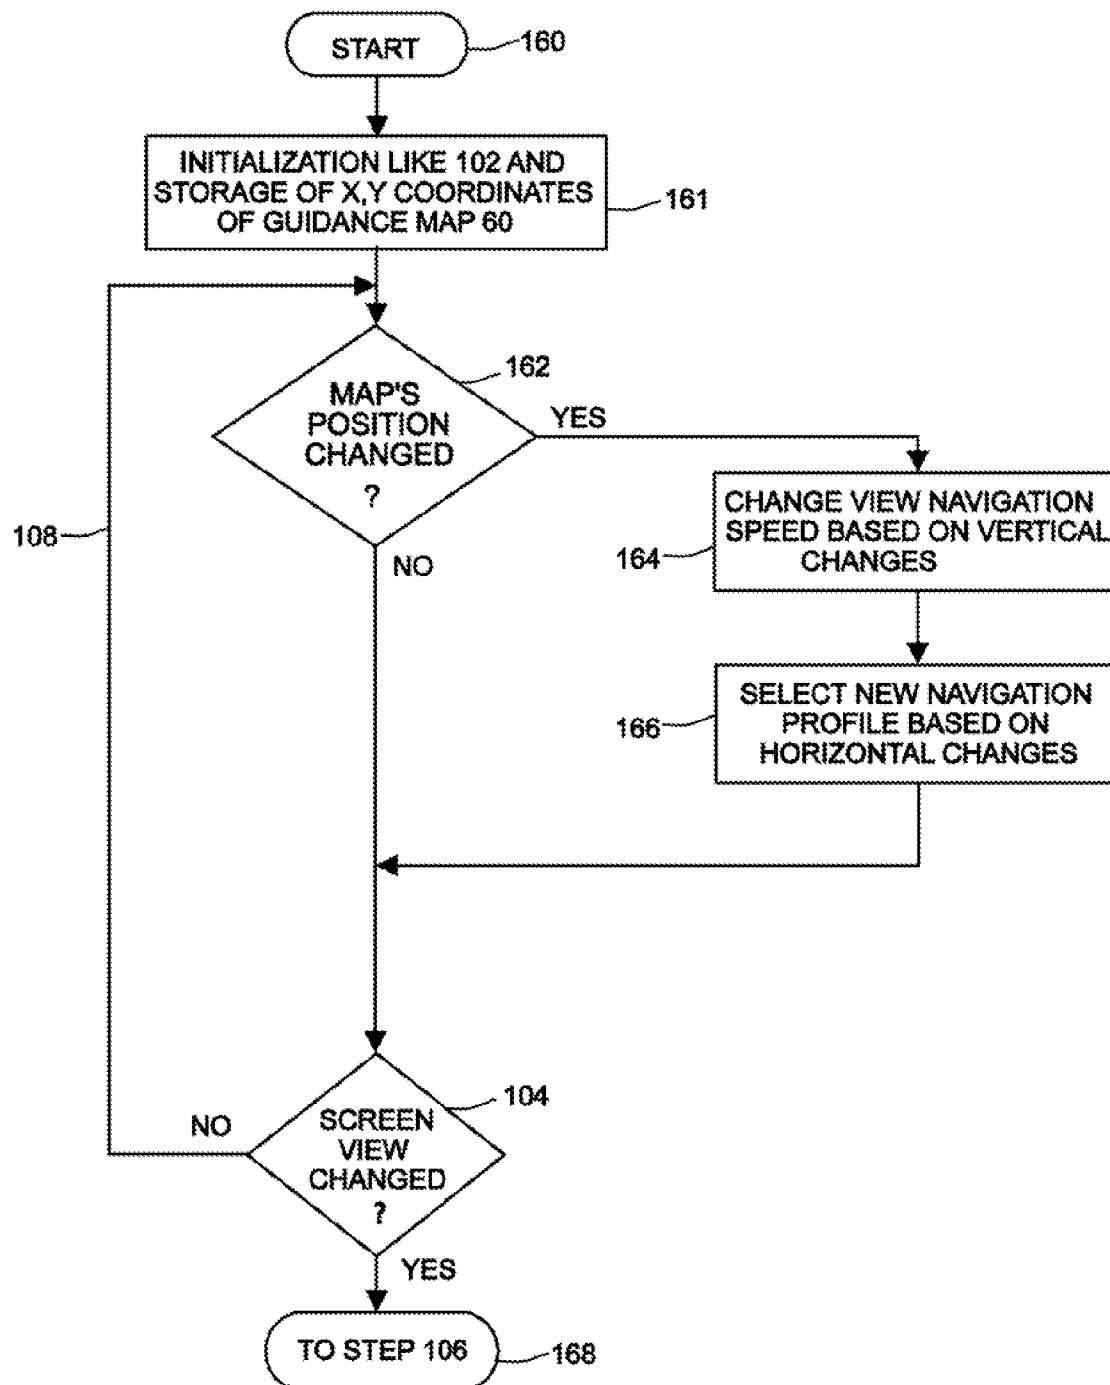 START
160
INITIALIZATION LIKE 102 AND
STORAGE OF X,Y COORDINATES
OF GUIDANCE MAP 60
161
162
MAP'S
POSITION
CHANGED
?
YES
NO
108
CHANGE VIEW NAVIGATION
SPEED BASED ON VERTICAL
CHANGES
164
SELECT NEW NAVIGATION
PROFILE BASED ON
HORIZONTAL CHANGES
166
104
SCREEN
VIEW
CHANGED
?
NO
YES
TO STEP 106
168